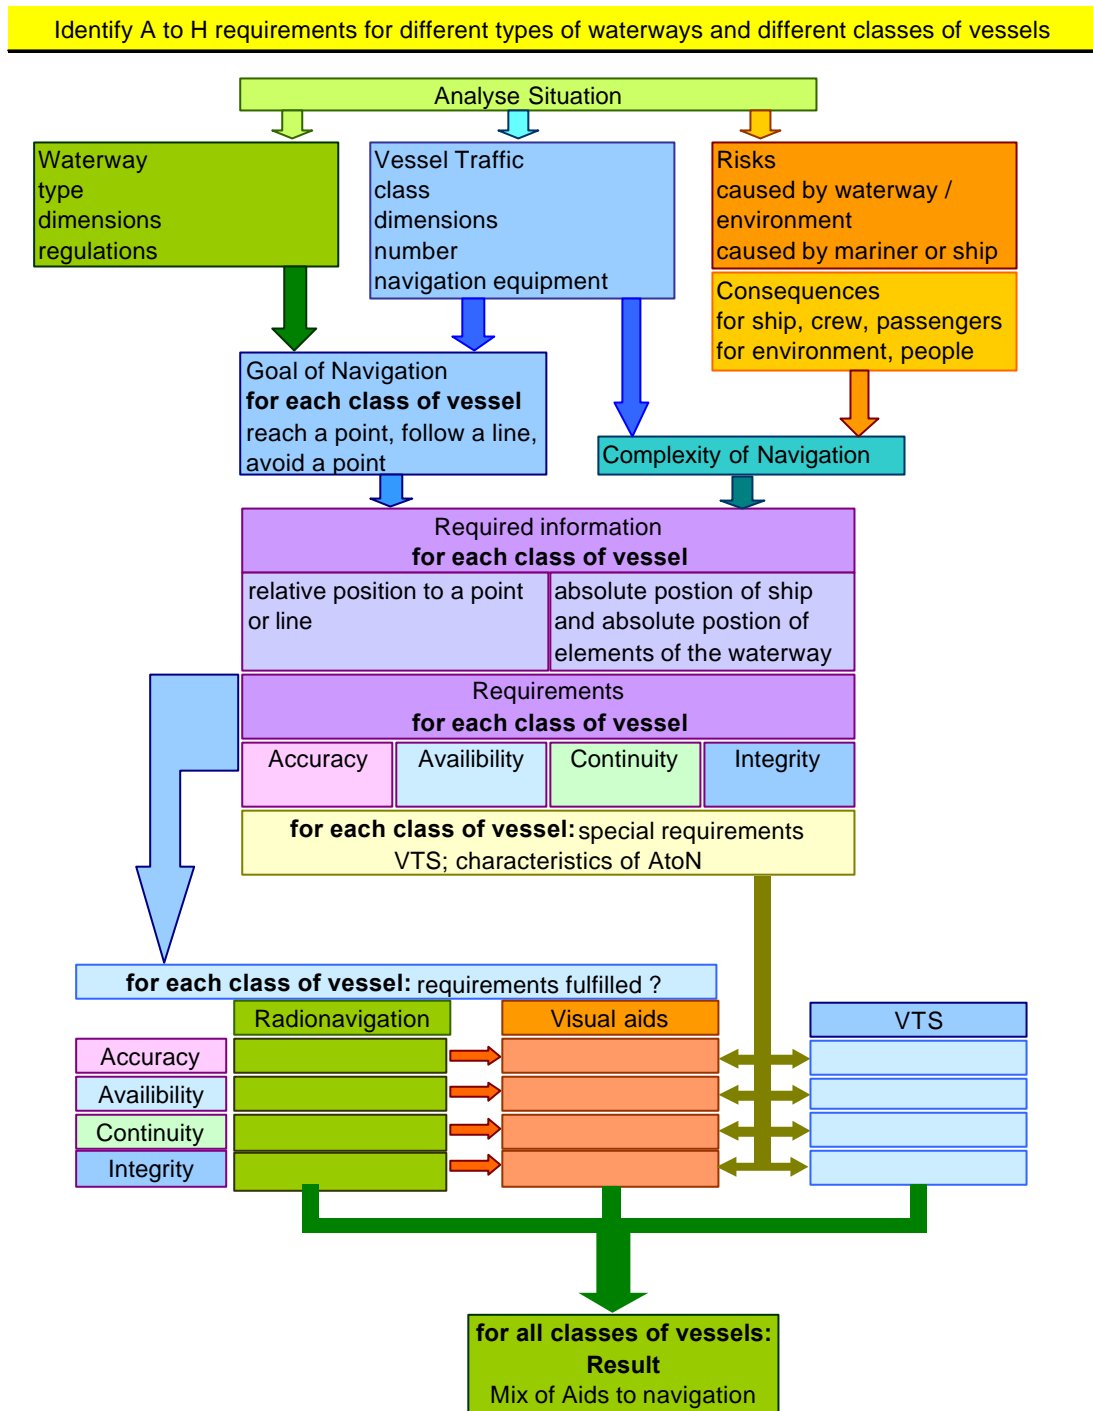 Identify A to H requirements for different types of waterways and different classes of vessels
Analyse Situation
Waterway
type
dimensions
regulations
Vessel Traffic
class
dimensions
number
navigation equipment
Risks
caused by waterway /
environment
caused by mariner or ship
Consequences
for ship, crew, passengers
for environment, people
Goal of Navigation
for each class of vessel
reach a point, follow a line,
avoid a point
Complexity of Navigation
Required information
for each class of vessel
relative position to a point
or line
absolute postion of ship
and absolute postion of
elements of the waterway
Requirements
for each class of vessel
Accuracy
Availibility
Continuity
Integrity
for each class of vessel: special requirements
VTS; characteristics of AtoN
for each class of vessel: requirements fulfilled ?
Radionavigation
Visual aids
VTS
Accuracy
Availibility
Continuity
Integrity
for all classes of vessels:
Result
Mix of Aids to navigation